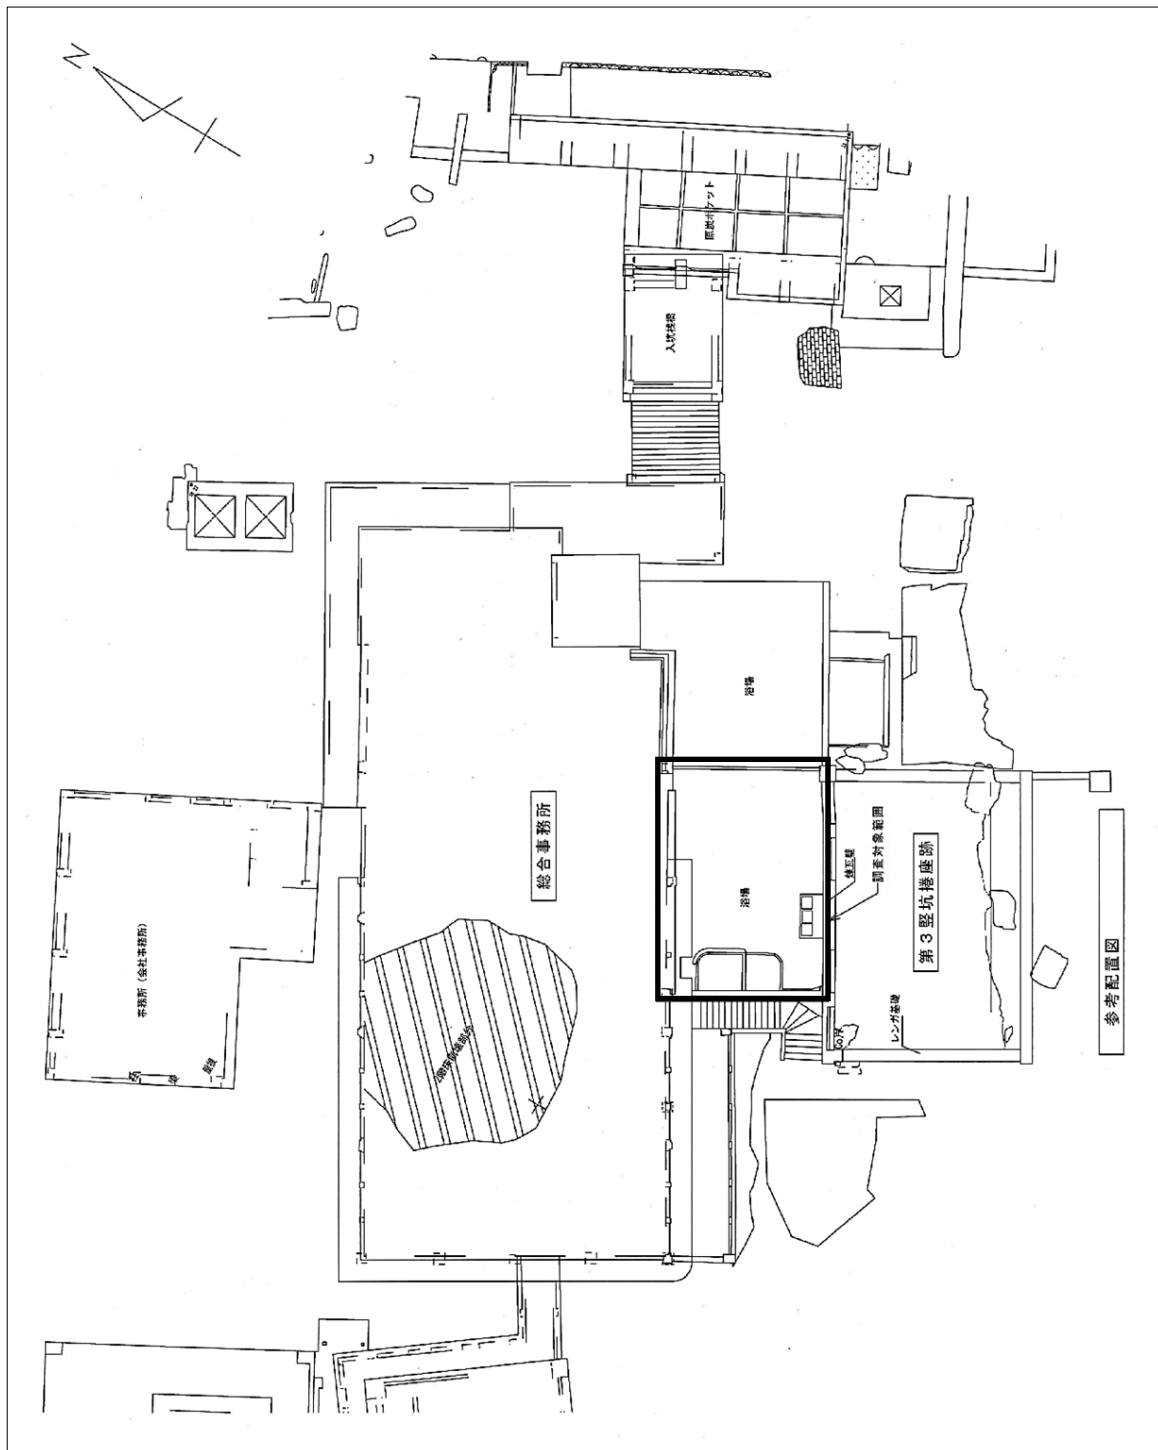 N
原炭ポケット
入坑桟橋
浴場
総合事務所
浴場
煉瓦壁
調査対象範囲
第3竪坑捲座跡
事務所（会社事務所）
レンガ基礎
参考配置図